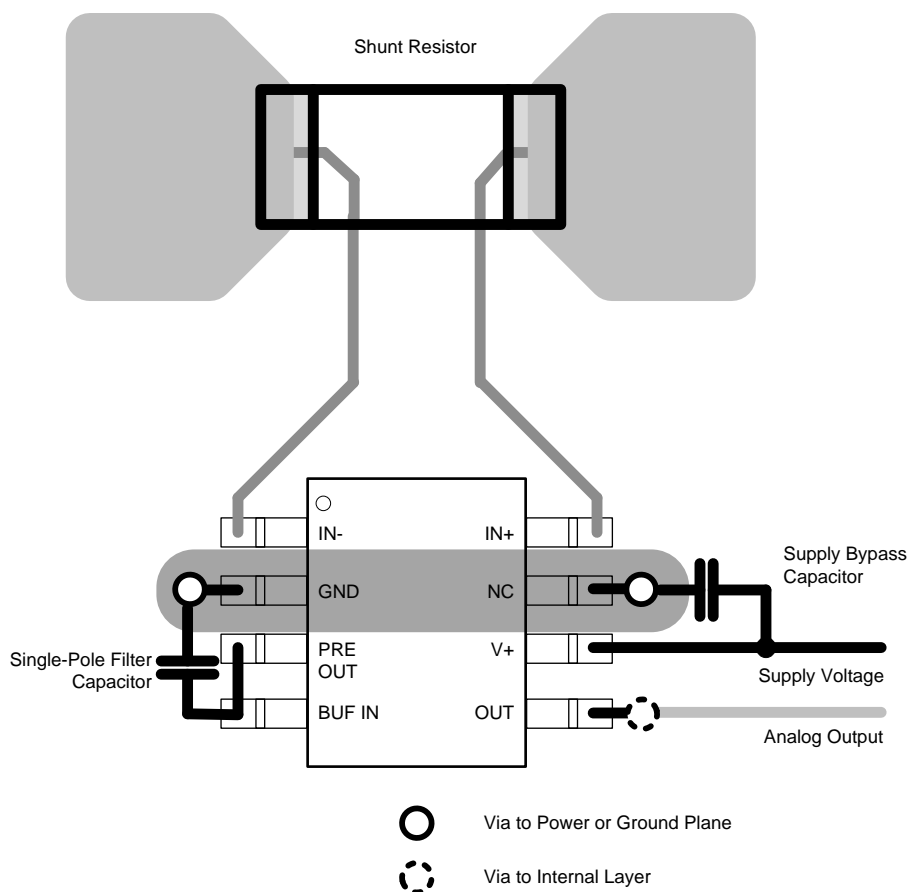 Shunt Resistor
IN-
IN+
GND
NC
PRE
OUT
V+
BUF IN
OUT
Supply Bypass
Capacitor
Single-Pole Filter
Capacitor
Supply Voltage
Analog Output
Via to Power or Ground Plane
Via to Internal Layer